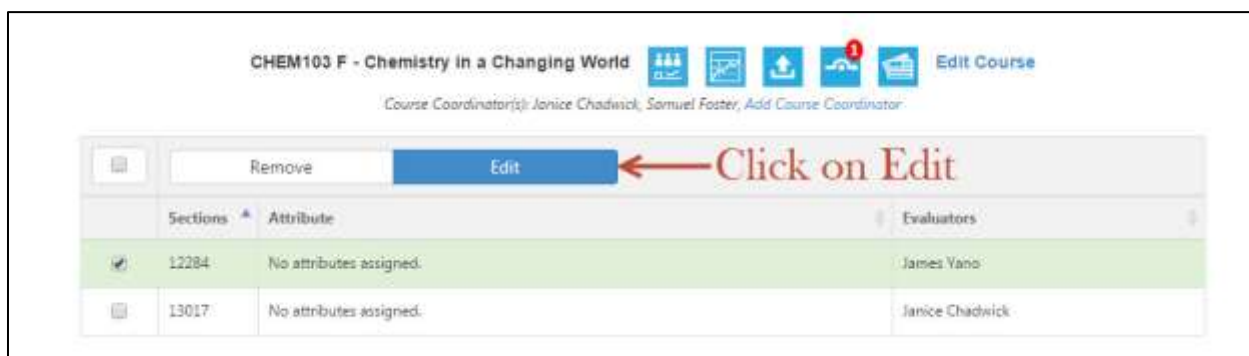 CHEM103 F - Chemistry in a Changing World 1 Edit Course
Course Coordinator(s): Janice Chadwick, Samuel Foster, Add Course Coordinator
Remove Edit Click on Edit
Sections Attribute Evaluators
12284 No attributes assigned. James Yano
13017 No attributes assigned. Janice Chadwick